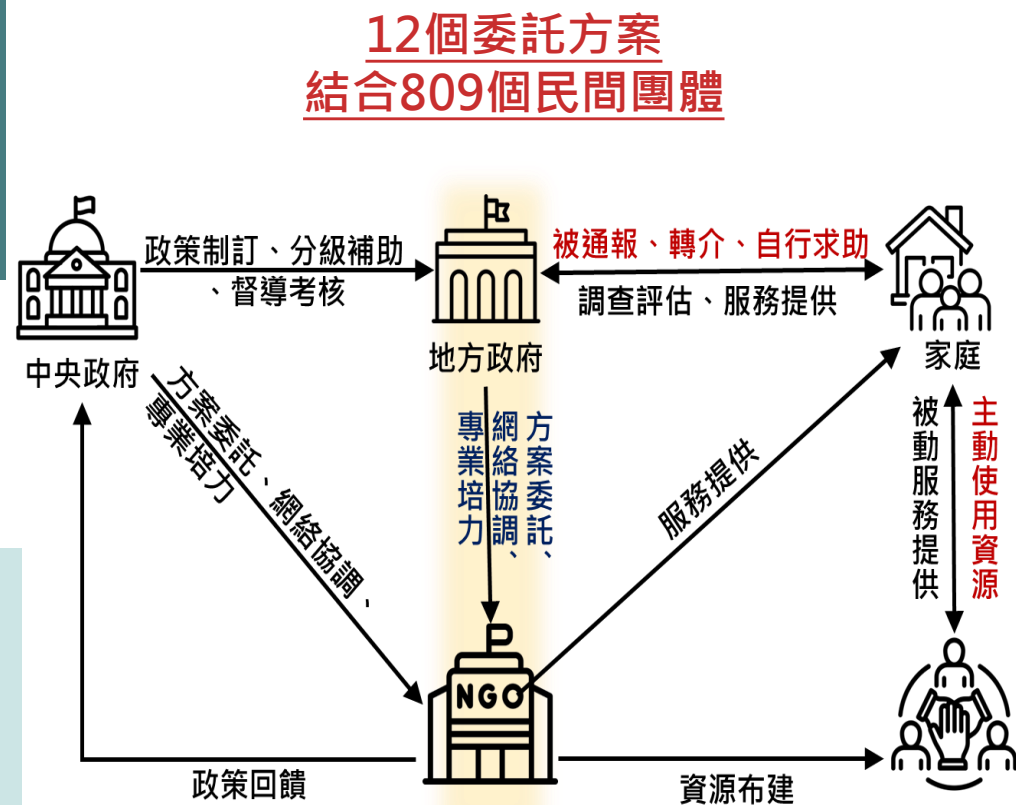 12個委託方案
結合809個民間團體
政策制訂、分級補助
、督導考核
被通報、轉介、自行求助
調查評估、服務提供
中央政府
地方政府
家庭
方案委託、網絡協調、
專業培力
方案委託、
網絡協調、
專業培力
服務提供
被動服務提供
主動使用資源
NGO
政策回饋
資源布建